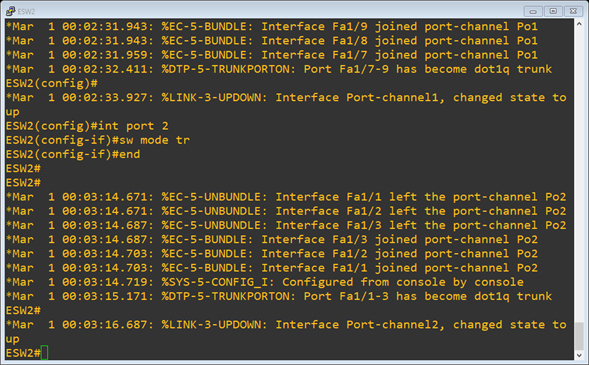 ESW2
*Mar  1 00:02:31.943: %EC-5-BUNDLE: Interface Fa1/9 joined port-channel Po1
*Mar  1 00:02:31.943: %EC-5-BUNDLE: Interface Fa1/8 joined port-channel Po1
*Mar  1 00:02:31.959: %EC-5-BUNDLE: Interface Fa1/7 joined port-channel Po1
*Mar  1 00:02:32.411: %DTP-5-TRUNKPORTON: Port Fa1/7-9 has become dot1q trunk
ESW2(config)#
*Mar  1 00:02:33.927: %LINK-3-UPDOWN: Interface Port-channel1, changed state to
up
ESW2(config)#int port 2
ESW2(config-if)#sw mode tr
ESW2(config-if)#end
ESW2#
ESW2#
*Mar  1 00:03:14.671: %EC-5-UNBUNDLE: Interface Fa1/1 left the port-channel Po2
*Mar  1 00:03:14.671: %EC-5-UNBUNDLE: Interface Fa1/2 left the port-channel Po2
*Mar  1 00:03:14.687: %EC-5-UNBUNDLE: Interface Fa1/3 left the port-channel Po2
*Mar  1 00:03:14.687: %EC-5-BUNDLE: Interface Fa1/3 joined port-channel Po2
*Mar  1 00:03:14.703: %EC-5-BUNDLE: Interface Fa1/2 joined port-channel Po2
*Mar  1 00:03:14.703: %EC-5-BUNDLE: Interface Fa1/1 joined port-channel Po2
*Mar  1 00:03:14.719: %SYS-5-CONFIG_I: Configured from console by console
*Mar  1 00:03:15.171: %DTP-5-TRUNKPORTON: Port Fa1/1-3 has become dot1q trunk
ESW2#
*Mar  1 00:03:16.687: %LINK-3-UPDOWN: Interface Port-channel2, changed state to
up
ESW2#